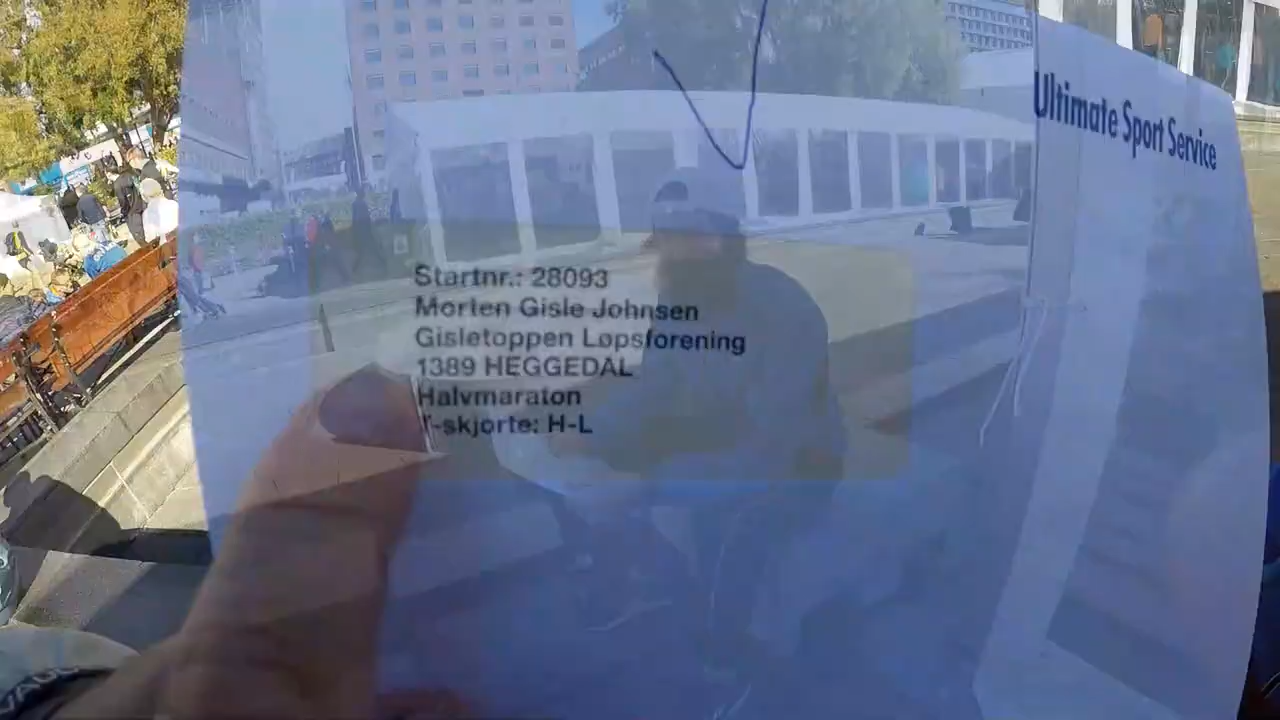 Ultimate Sport Service
Startnr.: 28093
Morten Gisle Johnsen
Gisletoppen Løpsforening
1389 HEGGEDAL
Halvmaraton
T-skjorte: H-L